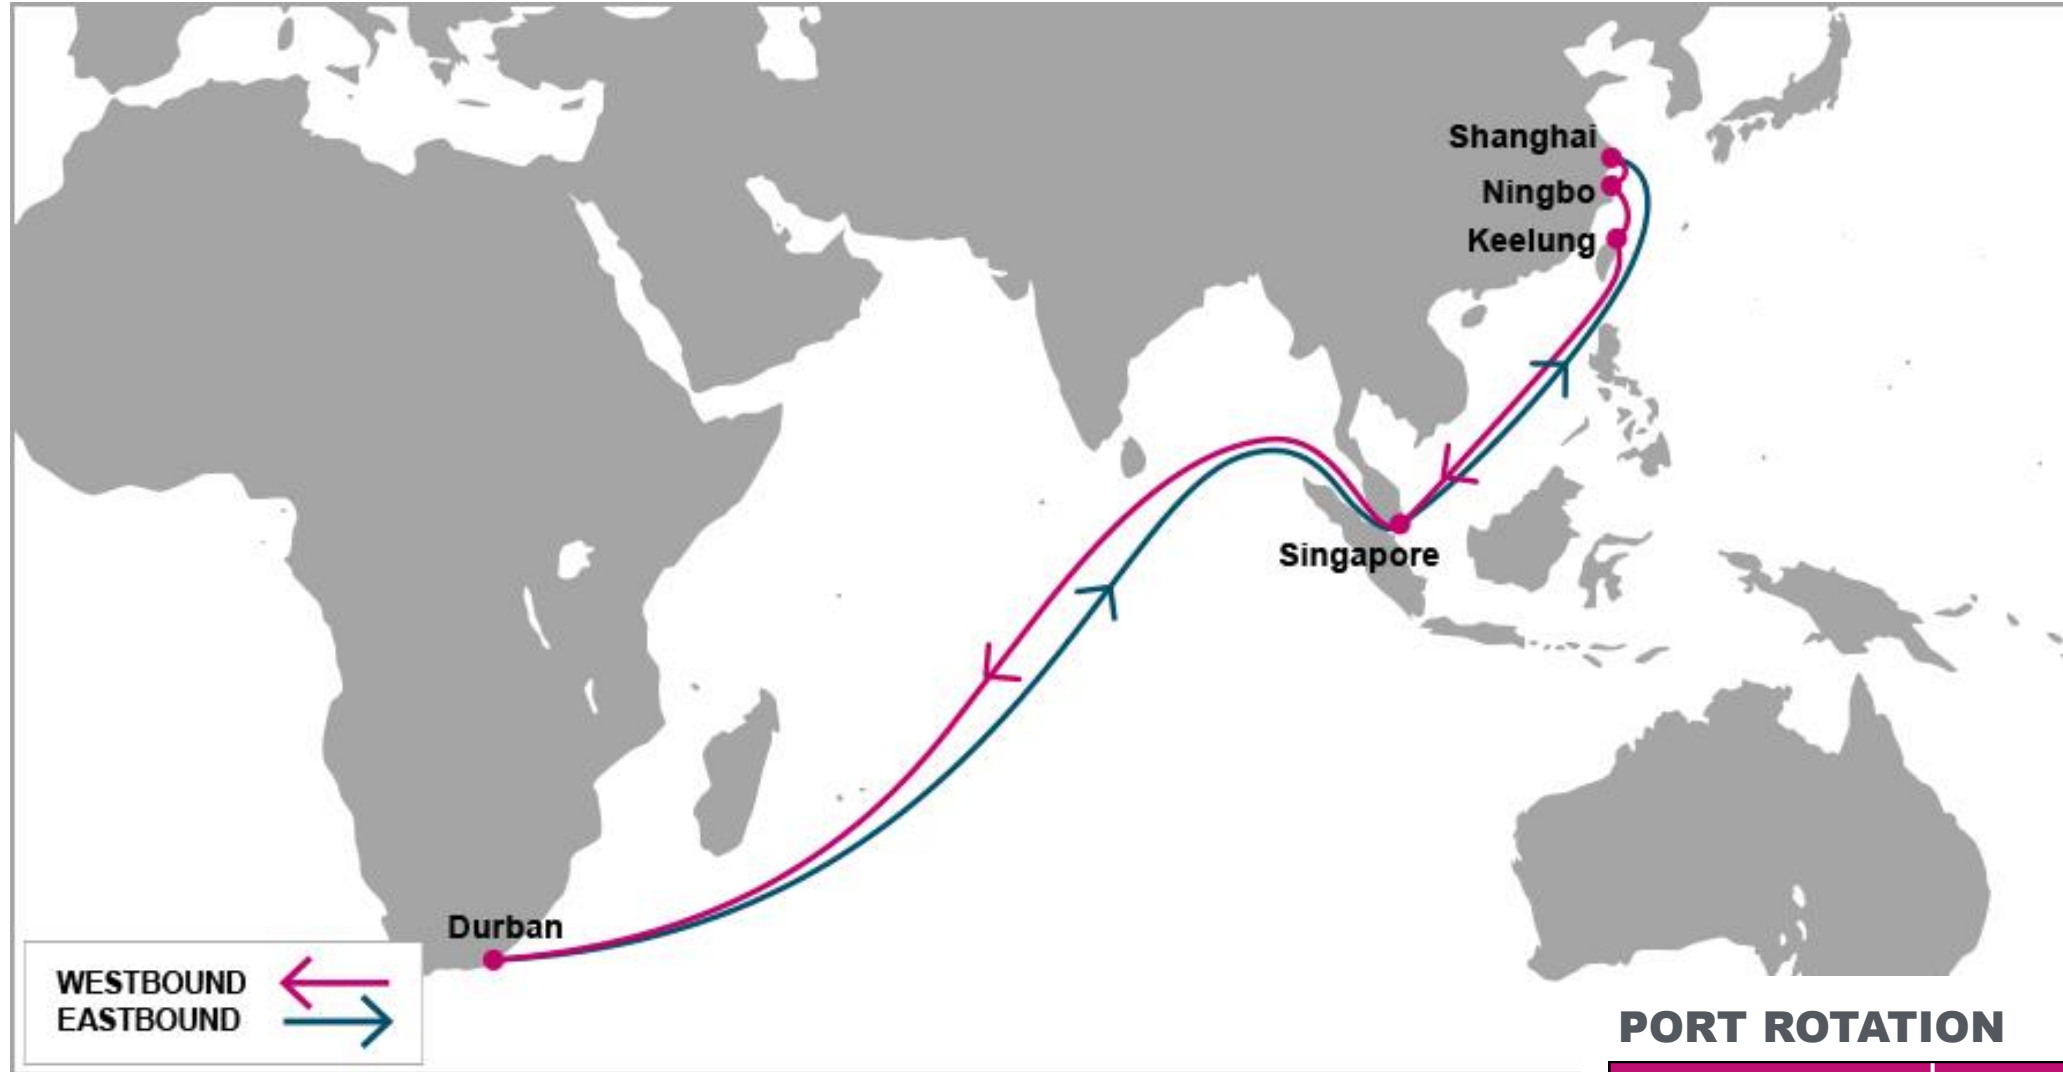 Shanghai
Ningbo
Keelung
Singapore
Durban
WESTBOUND
EASTBOUND
PORT ROTATION